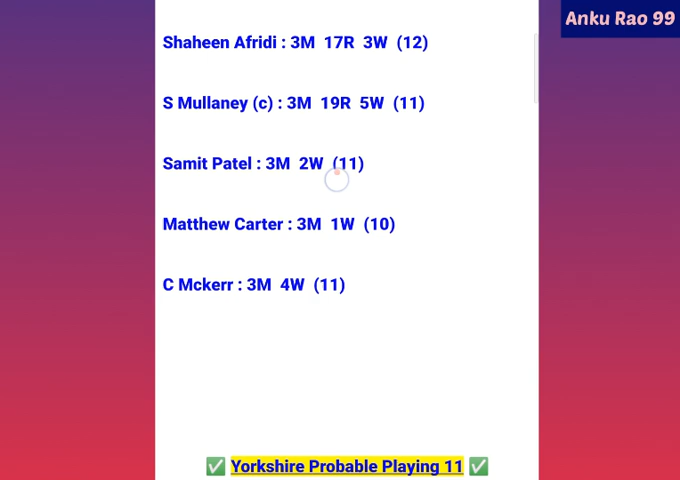 Anku Rao 99
Shaheen Afridi : 3M 17R 3W (12)
S Mullaney (c) : 3M 19R 5W (11)
Samit Patel : 3M 2W (11)
Matthew Carter : 3M 1W (10)
C Mckerr : 3M 4W (11)
✅ Yorkshire Probable Playing 11 ✅